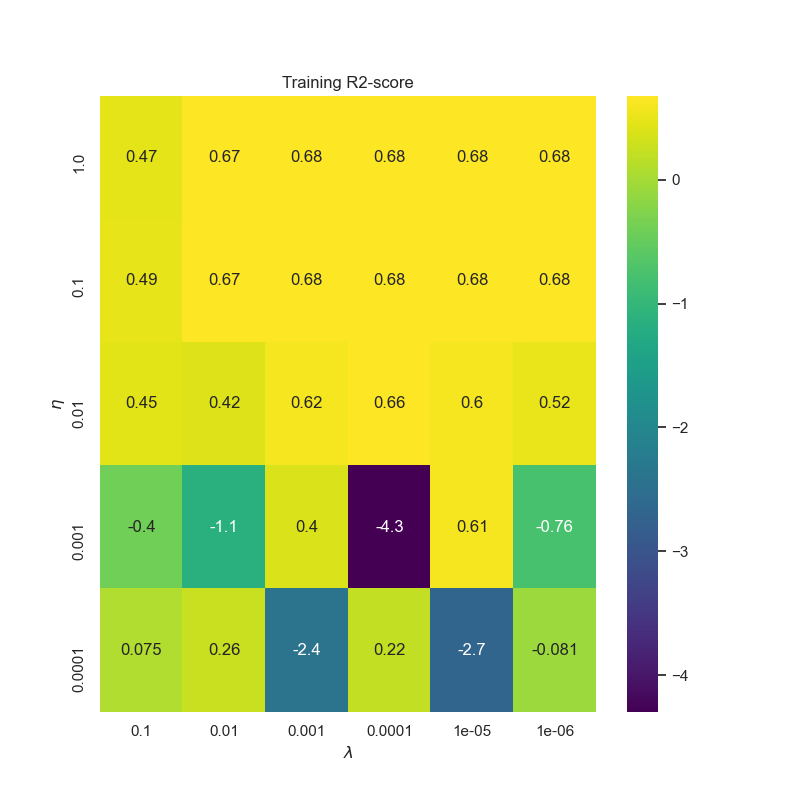 Training R2-score
1.0 0.47 0.67 0.68 0.68 0.68 0.68
0.1 0.49 0.67 0.68 0.68 0.68 0.68
0.01 0.45 0.42 0.62 0.66 0.6 0.52
0.001 -0.4 -1.1 0.4 -4.3 0.61 -0.76
0.0001 0.075 0.26 -2.4 0.22 -2.7 -0.081
η
0.1 0.01 0.001 0.0001 1e-05 1e-06
λ
0
−1
−2
−3
−4